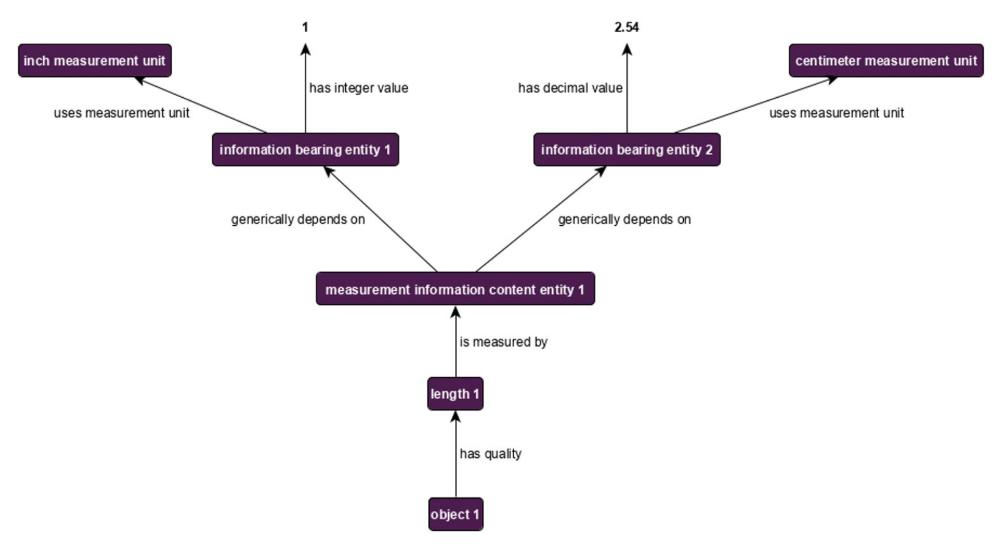 1
2.54
inch measurement unit
centimeter measurement unit
has integer value
has decimal value
uses measurement unit
uses measurement unit
information bearing entity 1
information bearing entity 2
generically depends on
generically depends on
measurement information content entity 1
is measured by
length 1
has quality
object 1